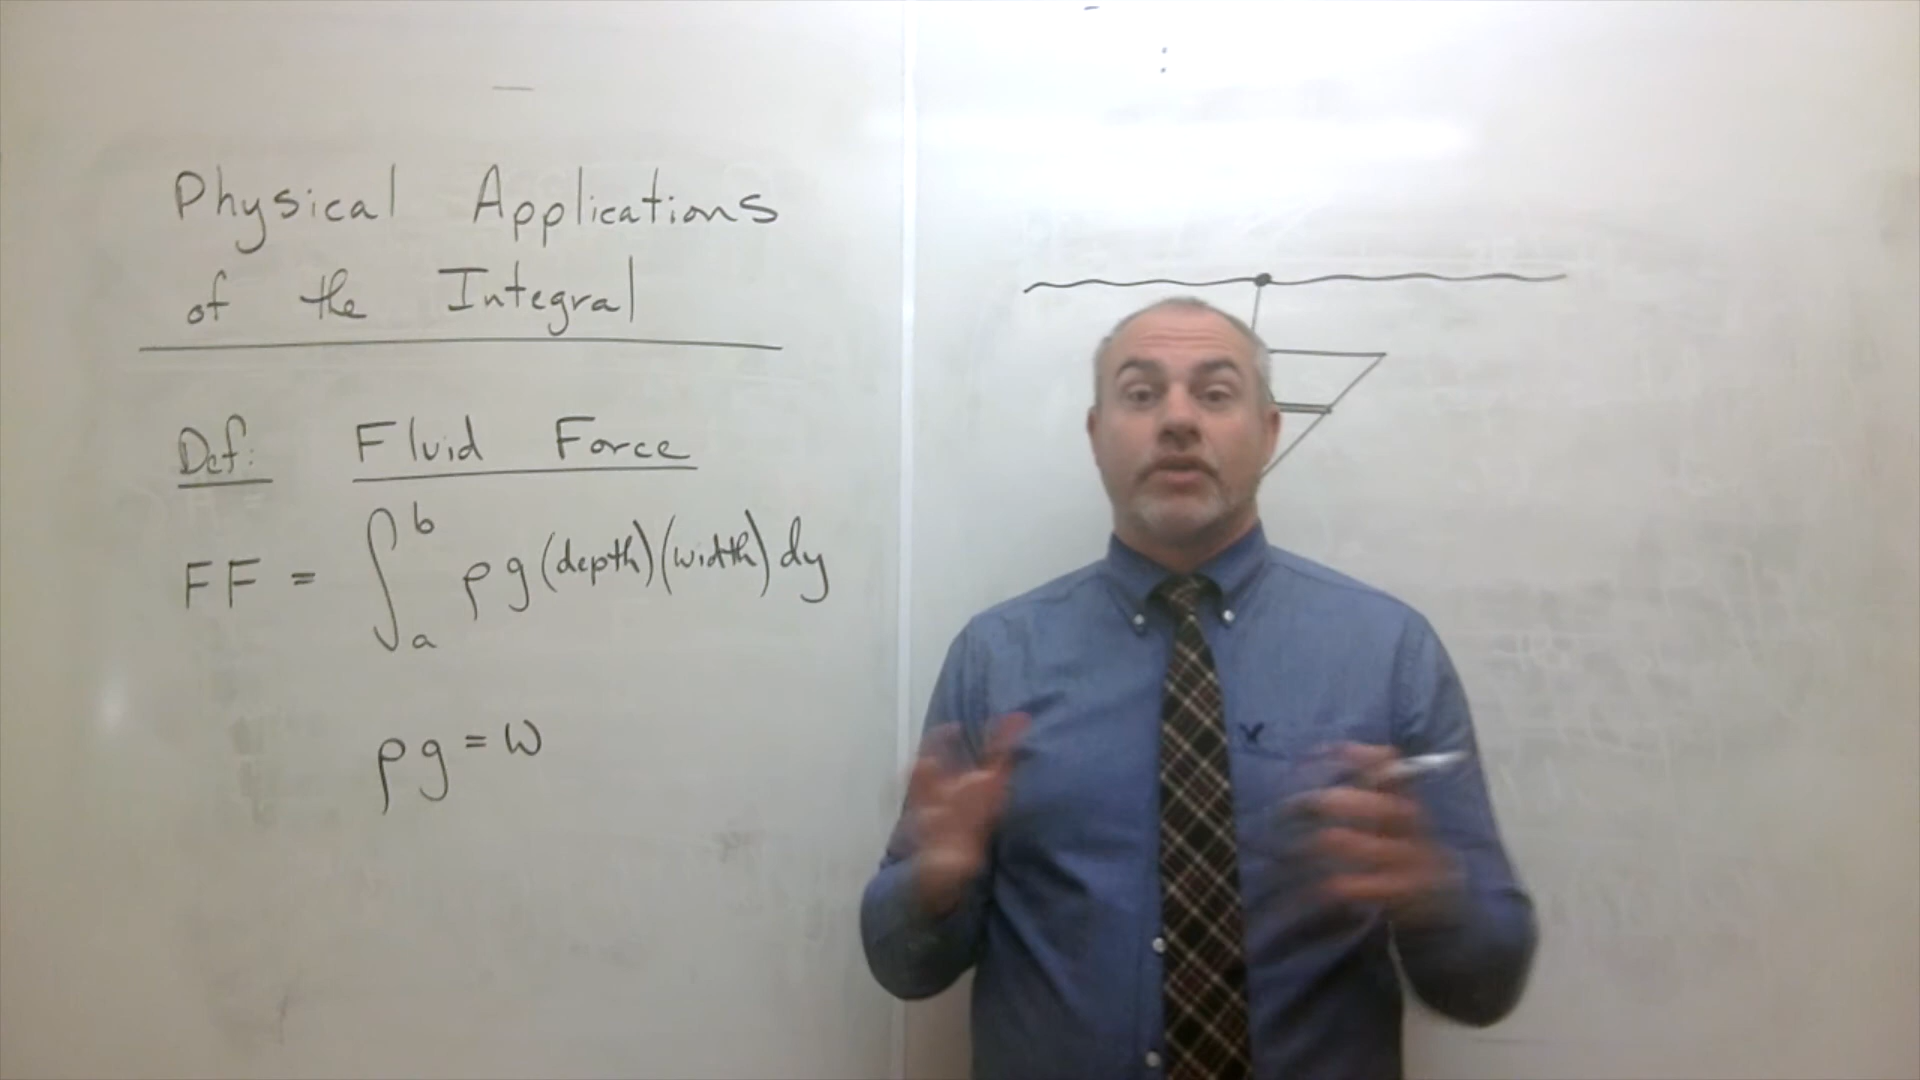 Physical Applications
of the Integral
Def: Fluid Force
FF = ∫_a^b ρg(depth)(width)dy
ρg = w